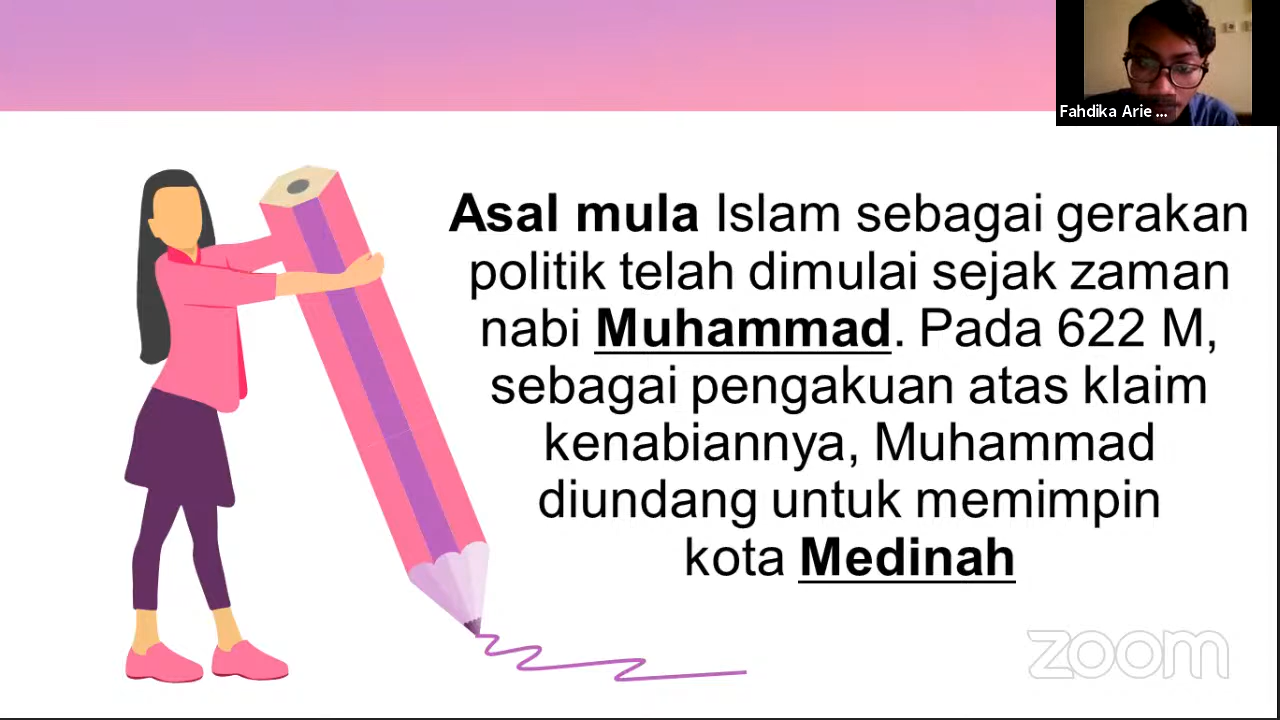 Fahdika Arie ...
Asal mula Islam sebagai gerakan
politik telah dimulai sejak zaman
nabi Muhammad. Pada 622 M,
sebagai pengakuan atas klaim
kenabiannya, Muhammad
diundang untuk memimpin
kota Medinah
zoom